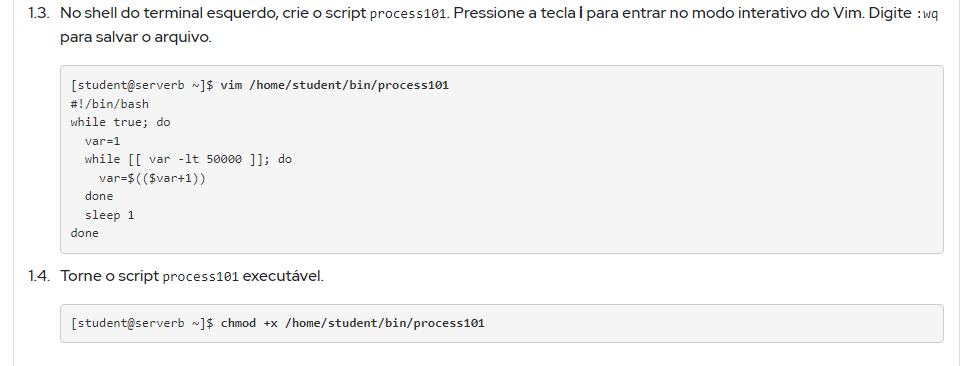 1.3. No shell do terminal esquerdo, crie o script process101. Pressione a tecla i para entrar no modo interativo do Vim. Digite :wq
para salvar o arquivo.
[student@serverb ~]$ vim /home/student/bin/process101
#!/bin/bash
while true; do
  var=1
  while [[ var -lt 50000 ]]; do
    var=$(($var+1))
  done
  sleep 1
done
1.4. Torne o script process101 executável.
[student@serverb ~]$ chmod +x /home/student/bin/process101